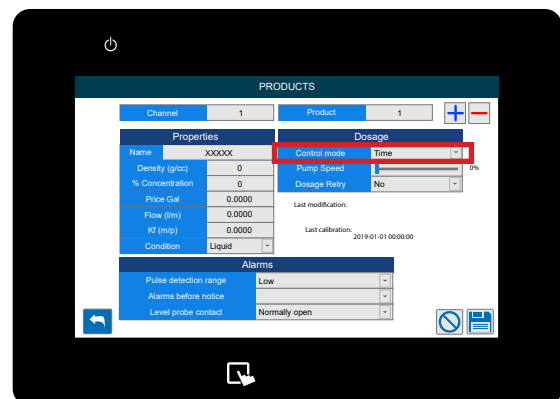 PRODUCTS
Channel 1 Product 1
Properties Dosage
Name XXXXX Control mode Time
Density (g/cc) 0 Pump Speed 0%
% Concentration 0 Dosage Retry No
Price Gal 0.0000 Last modification:
Flow (l/m) 0.0000
Kf (m/p) 0.0000 Last calibration: 2019-01-01 00:00:00
Condition Liquid
Alarms
Pulse detection range Low
Alarms before notice
Level probe contact Normally open